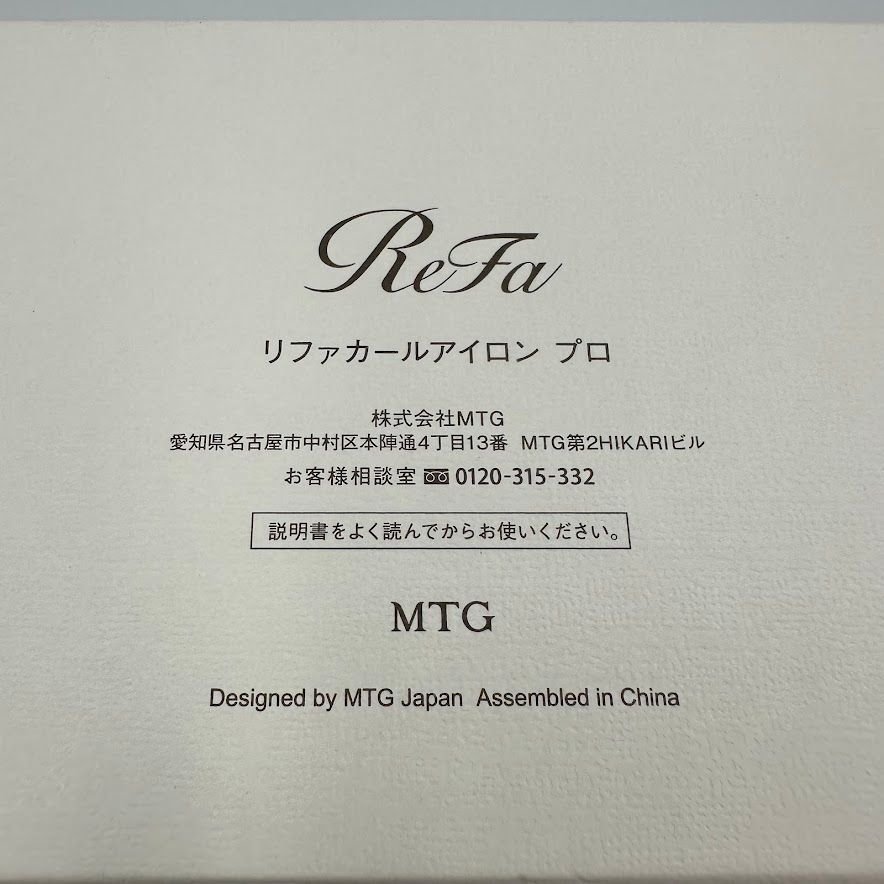 ReFa
リファカールアイロン プロ
株式会社MTG
愛知県名古屋市中村区本陣通4丁目13番 MTG第2HIKARIビル
お客様相談室 0120-315-332
説明書をよく読んでからお使いください。
MTG
Designed by MTG Japan Assembled in China